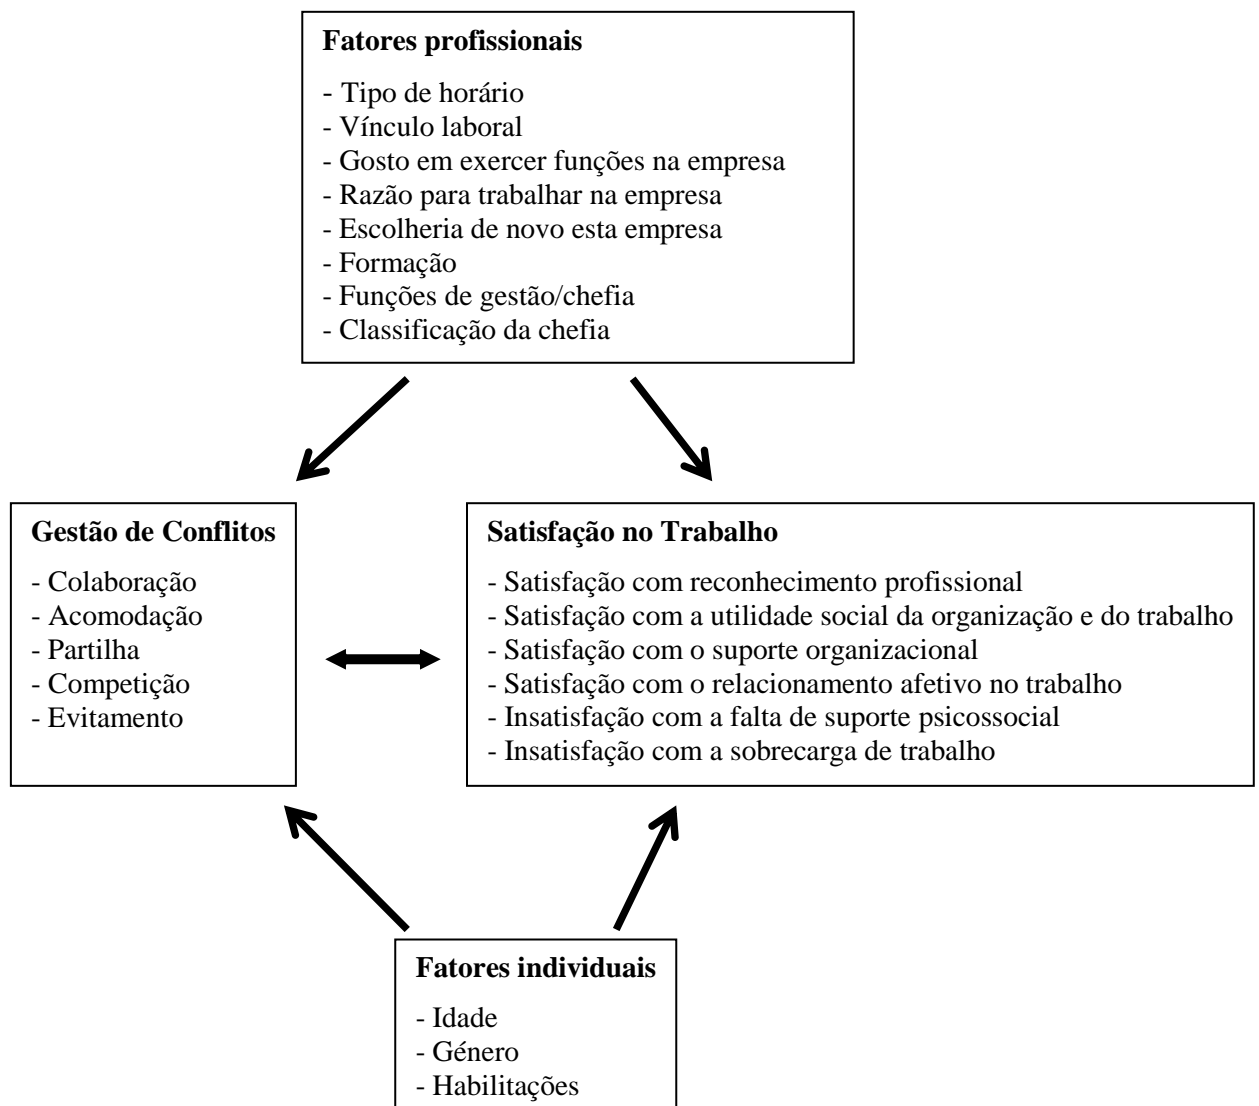 Fatores profissionais
- Tipo de horário
- Vínculo laboral
- Gosto em exercer funções na empresa
- Razão para trabalhar na empresa
- Escolheria de novo esta empresa
- Formação
- Funções de gestão/chefia
- Classificação da chefia
Gestão de Conflitos
- Colaboração
- Acomodação
- Partilha
- Competição
- Evitamento
Satisfação no Trabalho
- Satisfação com reconhecimento profissional
- Satisfação com a utilidade social da organização e do trabalho
- Satisfação com o suporte organizacional
- Satisfação com o relacionamento afetivo no trabalho
- Insatisfação com a falta de suporte psicossocial
- Insatisfação com a sobrecarga de trabalho
Fatores individuais
- Idade
- Género
- Habilitações